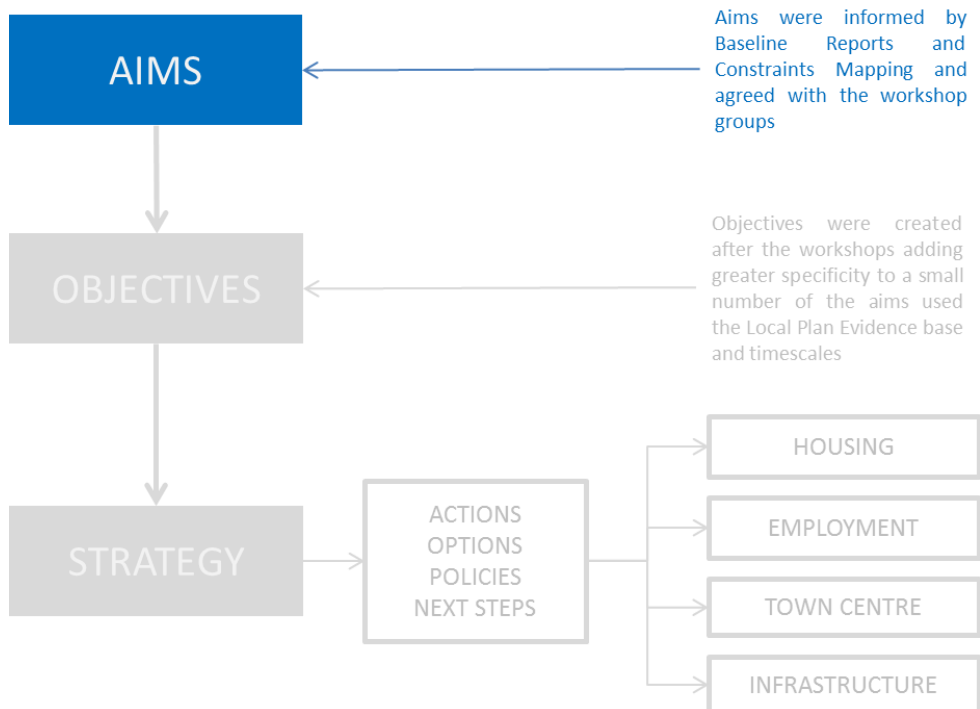 AIMS
Aims were informed by
Baseline Reports and
Constraints Mapping and
agreed with the workshop
groups
OBJECTIVES
Objectives were created
after the workshops adding
greater specificity to a small
number of the aims used
the Local Plan Evidence base
and timescales
STRATEGY
ACTIONS
OPTIONS
POLICIES
NEXT STEPS
HOUSING
EMPLOYMENT
TOWN CENTRE
INFRASTRUCTURE